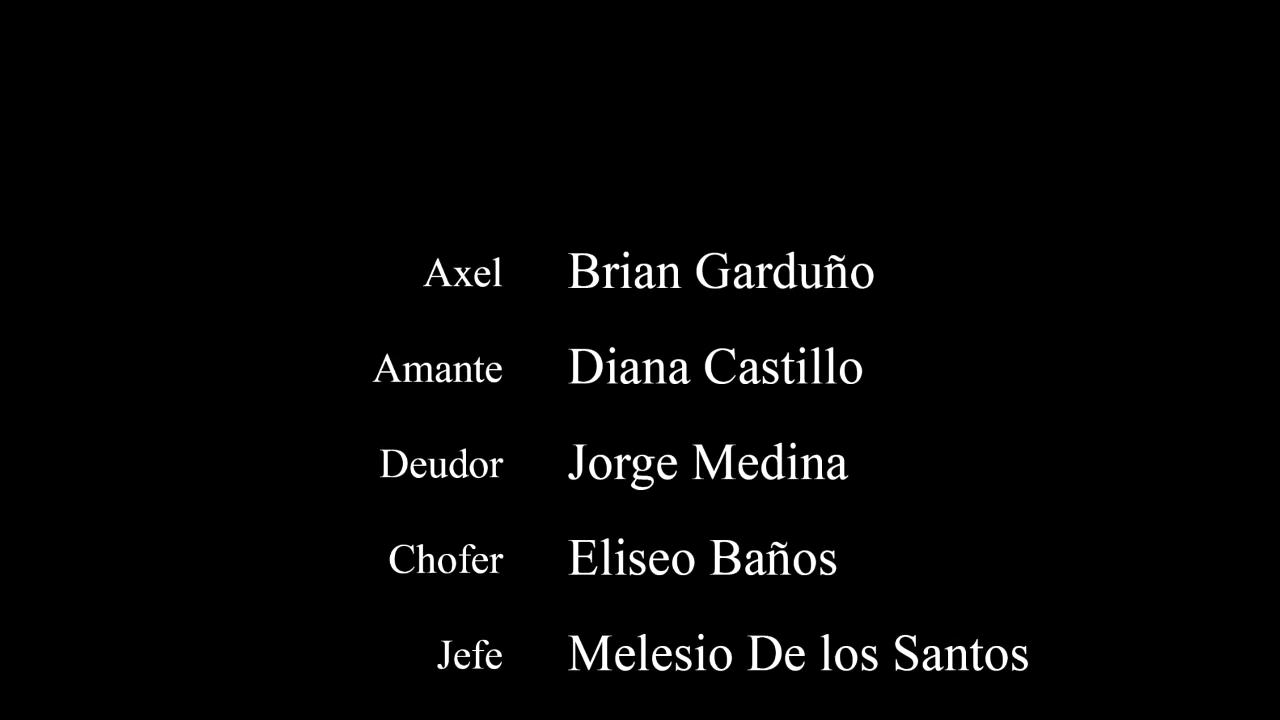 Axel Brian Garduño
Amante Diana Castillo
Deudor Jorge Medina
Chofer Eliseo Baños
Jefe Melesio De los Santos